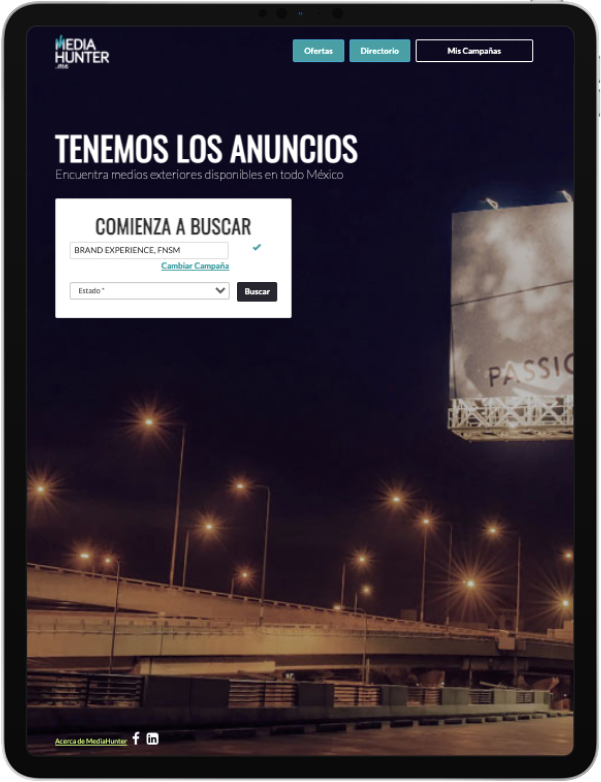 MEDIA
HUNTER
Ofertas
Directorio
Mis Campañas
TENEMOS LOS ANUNCIOS
Encuentra medios exteriores disponibles en todo México
COMIENZA A BUSCAR
BRAND EXPERIENCE, FNSM
Cambiar Campaña
Estado *
Buscar
PASSIC
Acerca de MediaHunter